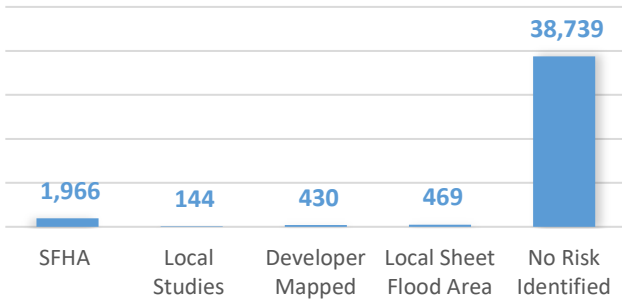 38,739
1,966
144
430
469
SFHA
Local
Studies
Developer
Mapped
Local Sheet
Flood Area
No Risk
Identified